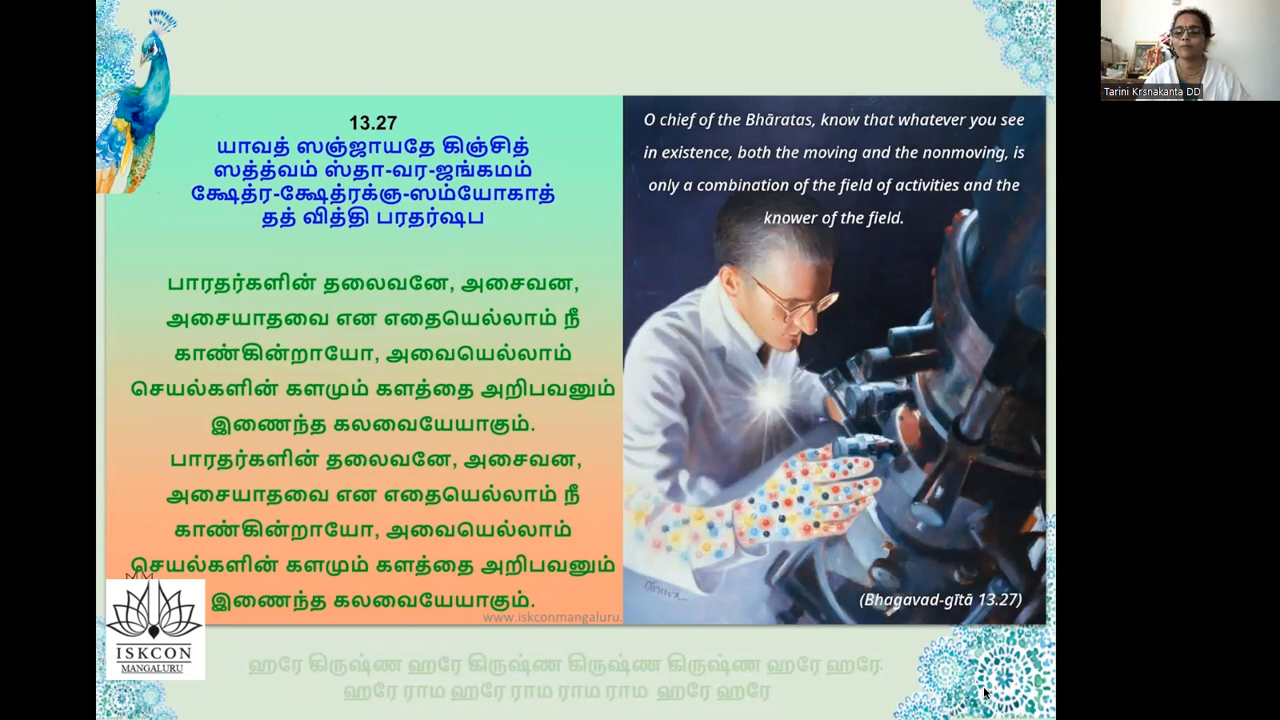 13.27
யாவத் ஸஞ்ஜாயதே கிஞ்சித்
ஸத்த்வம் ஸ்தா-வர-ஜங்கமம்
க்ஷேத்ர-க்ஷேத்ரக்ஞ-ஸம்யோகாத்
தத் வித்தி பரதர்ஷப
பாரதர்களின் தலைவனே, அசைவன,
அசையாதவை என எதையெல்லாம் நீ
காண்கின்றாயோ, அவையெல்லாம்
செயல்களின் களமும் களத்தை அறிபவனும்
இணைந்த கலவையேயாகும்.
பாரதர்களின் தலைவனே, அசைவன,
அசையாதவை என எதையெல்லாம் நீ
காண்கின்றாயோ, அவையெல்லாம்
செயல்களின் களமும் களத்தை அறிபவனும்
இணைந்த கலவையேயாகும்.
www.iskconmangaluru.
ISKCON
MANGALURU
O chief of the Bhāratas, know that whatever you see
in existence, both the moving and the nonmoving, is
only a combination of the field of activities and the
knower of the field.
(Bhagavad-gītā 13.27)
ஹரே கிருஷ்ண ஹரே கிருஷ்ண கிருஷ்ண கிருஷ்ண ஹரே ஹரே
ஹரே ராம ஹரே ராம ராம ராம ஹரே ஹரே
Tarini Krsnakanta DD